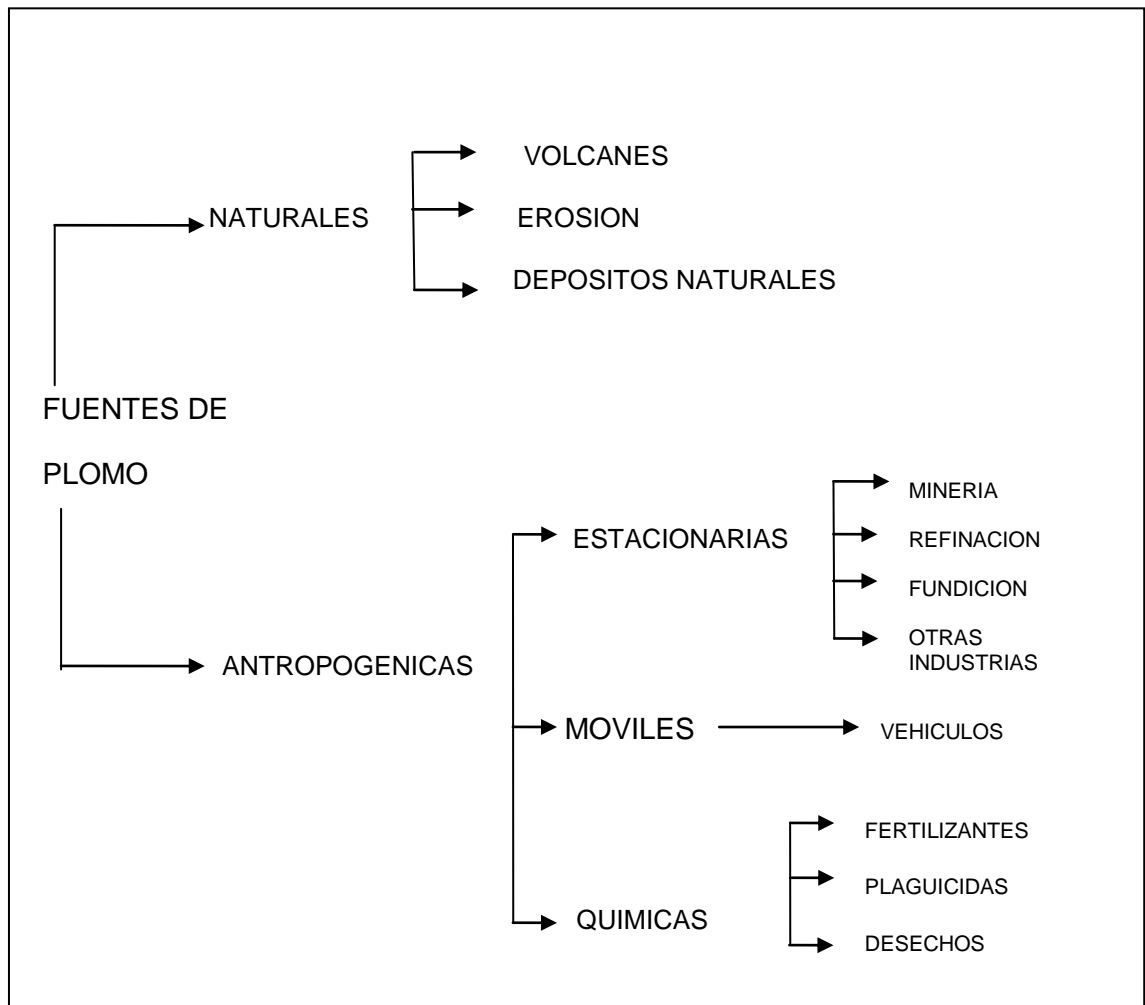 FUENTES DE
PLOMO
NATURALES
VOLCANES
EROSION
DEPOSITOS NATURALES
ANTROPOGENICAS
ESTACIONARIAS
MINERIA
REFINACION
FUNDICION
OTRAS
INDUSTRIAS
MOVILES
VEHICULOS
QUIMICAS
FERTILIZANTES
PLAGUICIDAS
DESECHOS